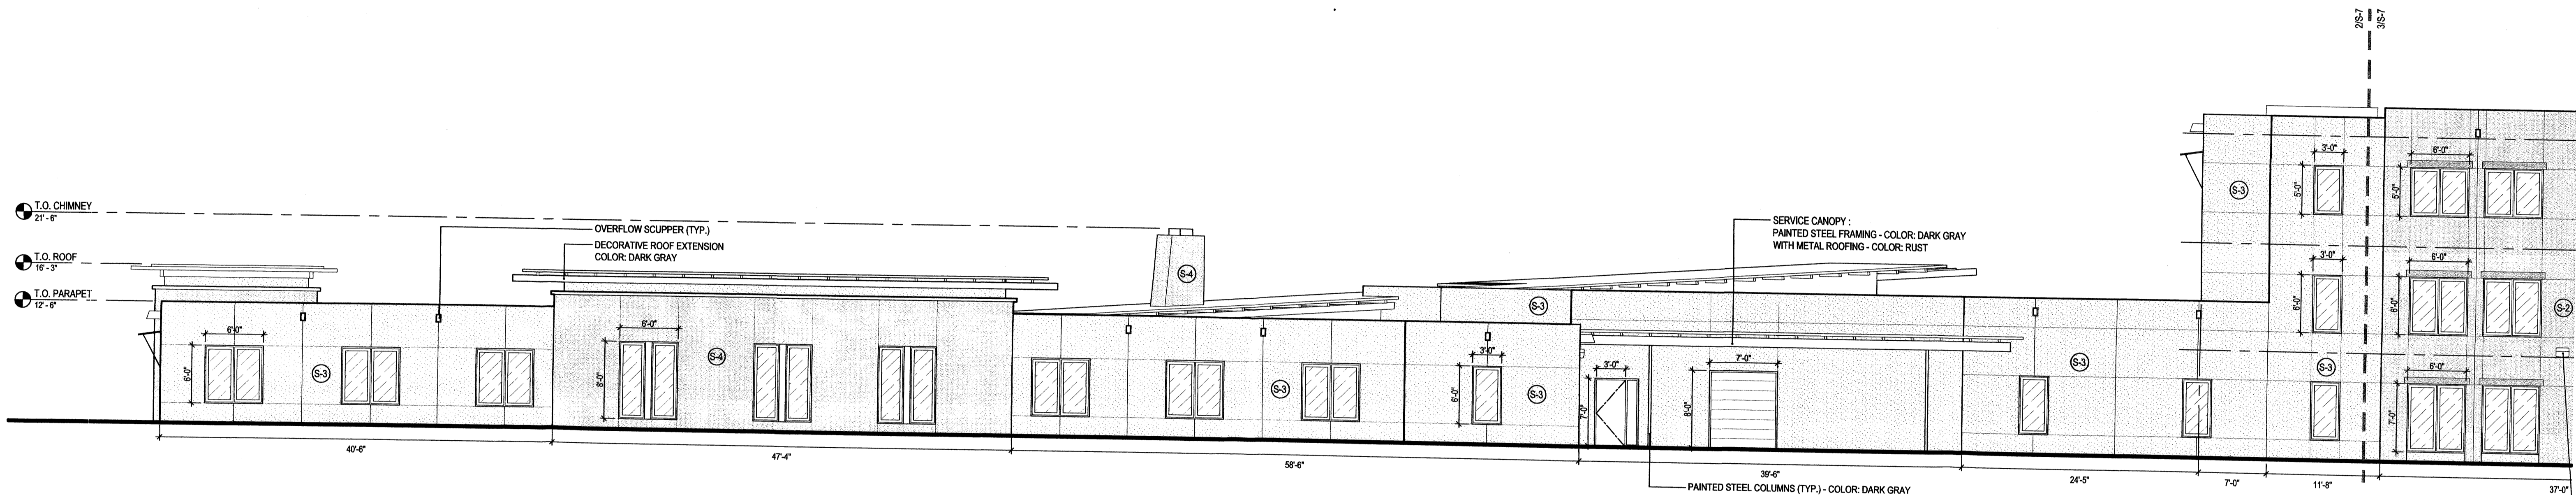 2/S-7
3/S-7
T.O. CHIMNEY
21' - 6"
T.O. ROOF
16' - 3"
T.O. PARAPET
12' - 6"
OVERFLOW SCUPPER (TYP.)
DECORATIVE ROOF EXTENSION
COLOR: DARK GRAY
SERVICE CANOPY :
PAINTED STEEL FRAMING - COLOR: DARK GRAY
WITH METAL ROOFING - COLOR: RUST
S-4
S-3
S-3
3'-0"
5'-0"
6'-0"
5'-0"
3'-0"
6'-0"
6'-0"
6'-0"
S-2
6'-0"
6'-0"
S-3
6'-0"
8'-0"
S-4
S-3
3'-0"
6'-0"
S-3
3'-0"
7'-0"
7'-0"
8'-0"
S-3
S-3
6'-0"
7'-0"
40'-6"
47'-4"
58'-6"
39'-6"
24'-5"
7'-0"
11'-8"
37'-0"
PAINTED STEEL COLUMNS (TYP.) - COLOR: DARK GRAY